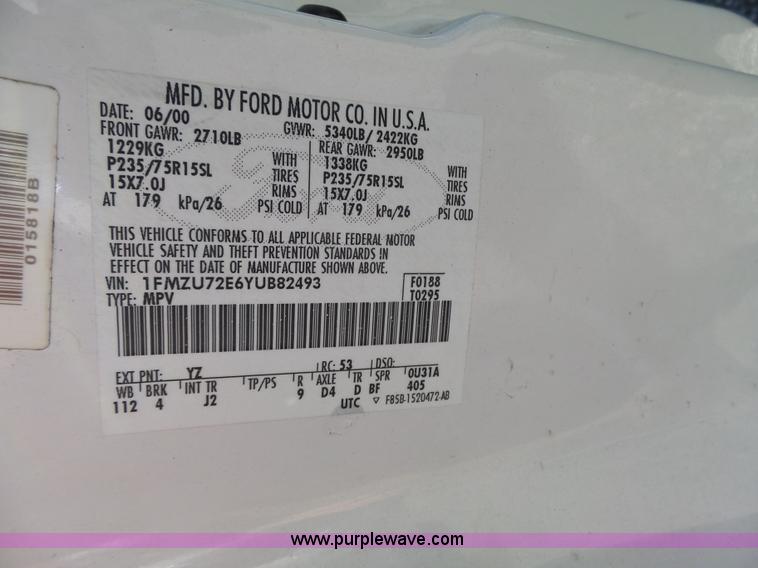 MFD. BY FORD MOTOR CO. IN U.S.A.
DATE: 06/00 GVWR: 5340LB/ 2422KG
FRONT GAWR: 2710LB REAR GAWR: 2950LB
1229KG WITH 1338KG WITH
P235/75R15SL TIRES P235/75R15SL TIRES
15X7.0J RIMS 15X7.0J RIMS
AT 179 kPa/26 PSI COLD AT 179 kPa/26 PSI COLD
THIS VEHICLE CONFORMS TO ALL APPLICABLE FEDERAL MOTOR
VEHICLE SAFETY AND THEFT PREVENTION STANDARDS IN
EFFECT ON THE DATE OF MANUFACTURE SHOWN ABOVE.
VIN: 1FMZU72E6YUB82493 F0188
TYPE: MPV T0295
EXT PNT: YZ RC: 53 DSO:
WB BRK INT TR TP/PS R AXLE TR SPR 0U31A
112 4 J2 9 D4 D BF 405
UTC ▽ F85B-1520472-AB
015818B
www.purplewave.com